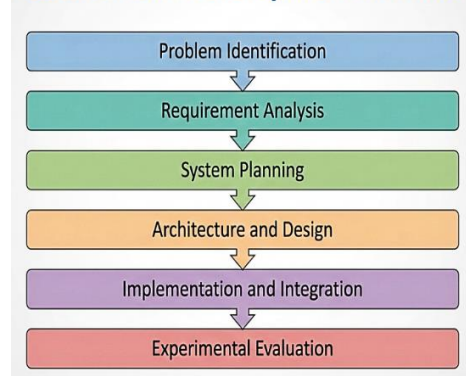 Problem Identification
Requirement Analysis
System Planning
Architecture and Design
Implementation and Integration
Experimental Evaluation